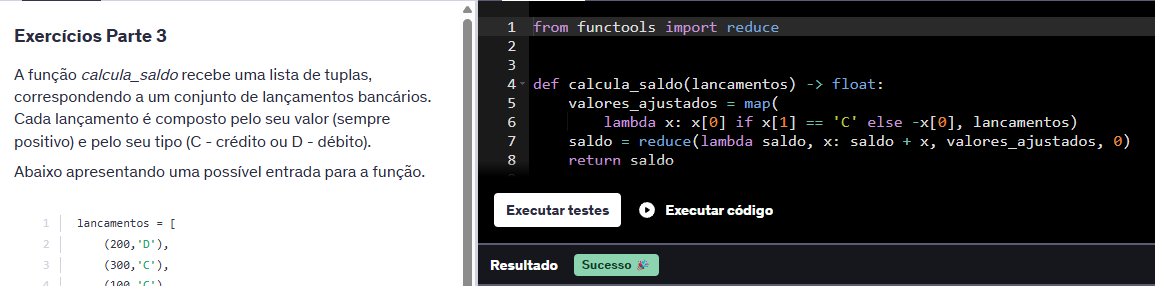 Exercícios Parte 3
A função calcula_saldo recebe uma lista de tuplas,
correspondendo a um conjunto de lançamentos bancários.
Cada lançamento é composto pelo seu valor (sempre
positivo) e pelo seu tipo (C - crédito ou D - débito).
Abaixo apresentando uma possível entrada para a função.
1 lancamentos = [
2 (200,'D'),
3 (300,'C'),
4 (100,'C')
1 from functools import reduce
2
3
4 def calcula_saldo(lancamentos) -> float:
5 valores_ajustados = map(
6 lambda x: x[0] if x[1] == 'C' else -x[0], lancamentos)
7 saldo = reduce(lambda saldo, x: saldo + x, valores_ajustados, 0)
8 return saldo
Executar testes
Executar código
Resultado
Sucesso 🎉